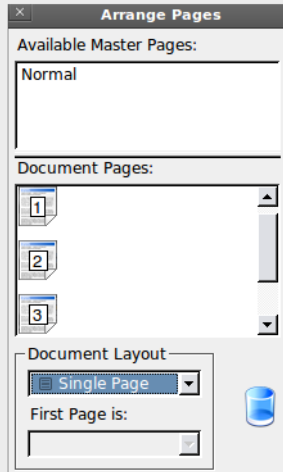 Arrange Pages
Available Master Pages:
Normal
Document Pages:
1
2
3
Document Layout
Single Page
First Page is: